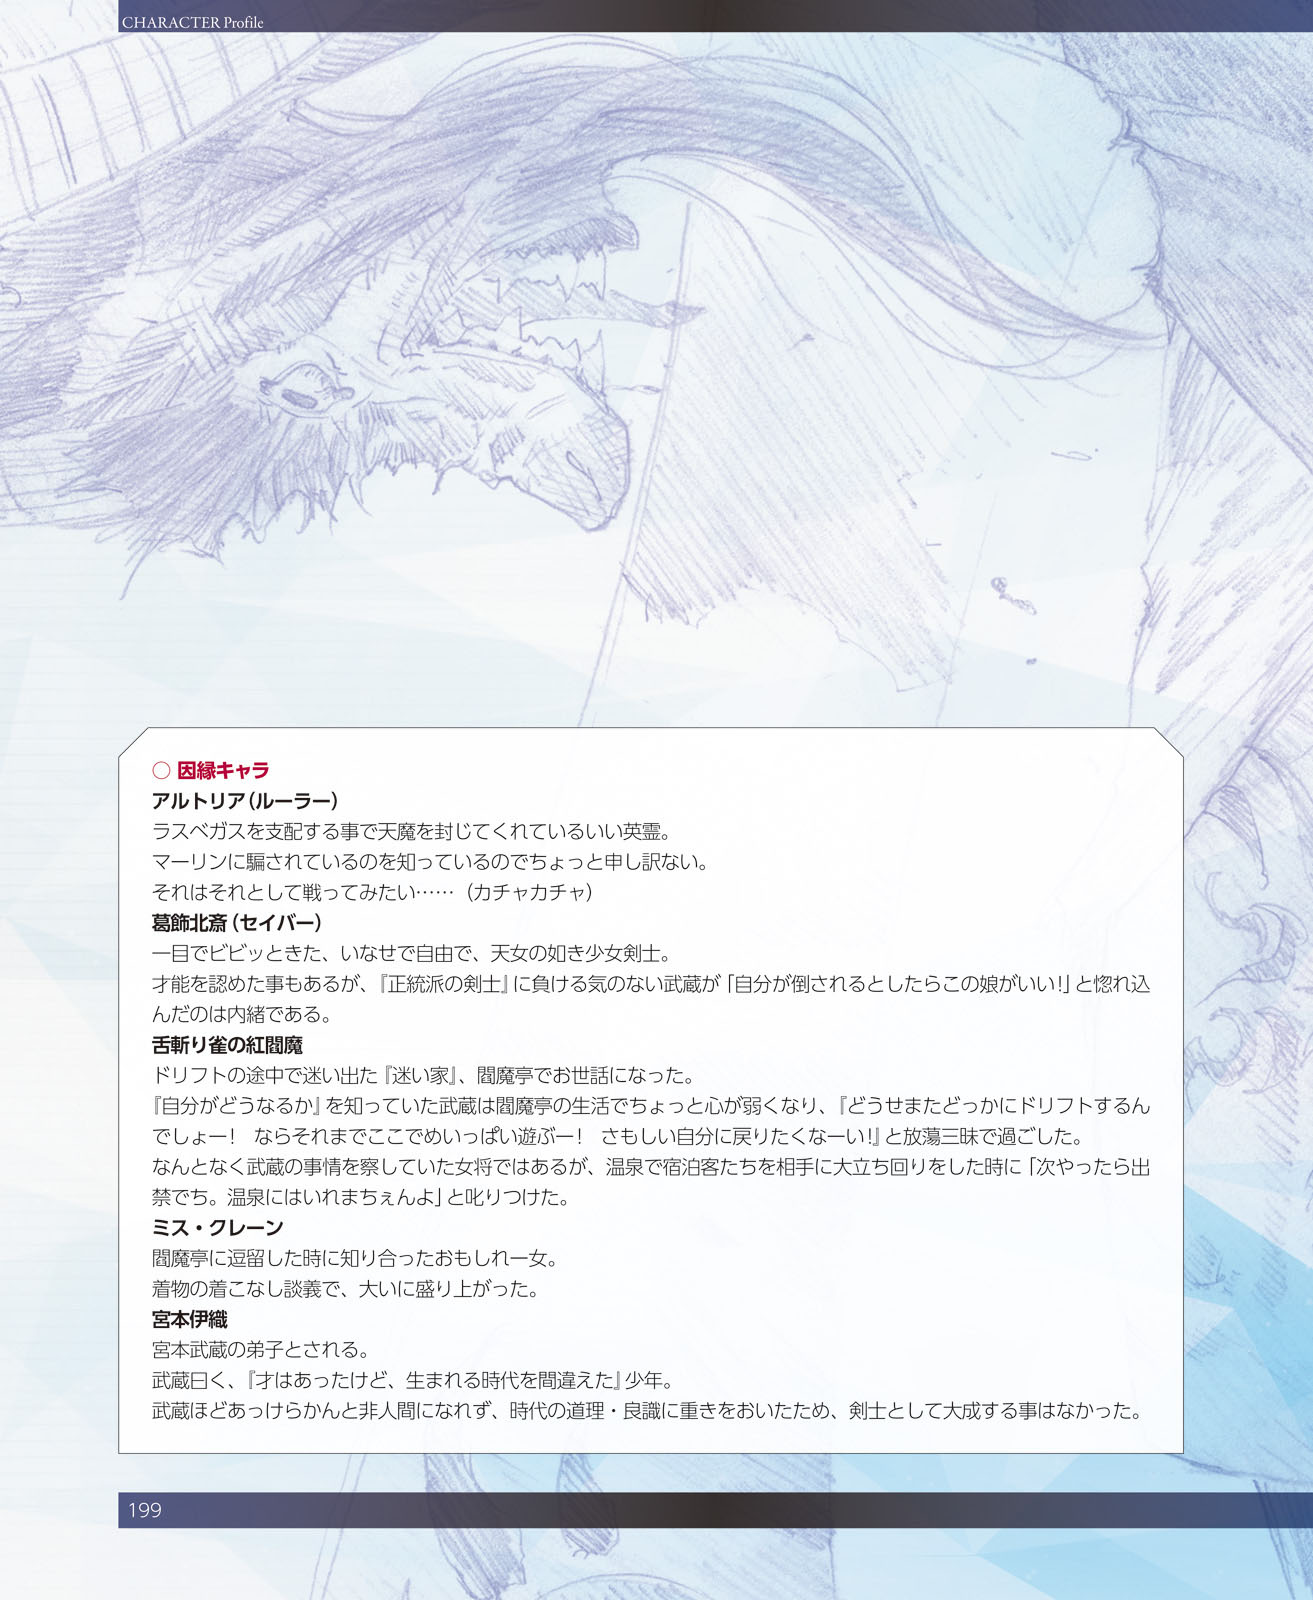 CHARACTER Profile
○ 因縁キャラ
アルトリア(ルーラー)
ラスベガスを支配する事で天魔を封じてくれているいい英霊。
マーリンに騙されているのを知っているのでちょっと申し訳ない。
それはそれとして戦ってみたい……（カチャカチャ）
葛飾北斎(セイバー)
一目でビビッときた、いなせで自由で、天女の如き少女剣士。
才能を認めた事もあるが、『正統派の剣士』に負ける気のない武蔵が「自分が倒されるとしたらこの娘がいい!」と惚れ込
んだのは内緒である。
舌斬り雀の紅閻魔
ドリフトの途中で迷い出た『迷い家』、閻魔亭でお世話になった。
『自分がどうなるか』を知っていた武蔵は閻魔亭の生活でちょっと心が弱くなり、『どうせまたどっかにドリフトするん
でしょー！　ならそれまでここでめいっぱい遊ぶー！　さもしい自分に戻りたくなーい!』と放蕩三昧で過ごした。
なんとなく武蔵の事情を察していた女将ではあるが、温泉で宿泊客たちを相手に大立ち回りをした時に「次やったら出
禁でち。温泉にはいれまちぇんよ」と叱りつけた。
ミス・クレーン
閻魔亭に逗留した時に知り合ったおもしれー女。
着物の着こなし談義で、大いに盛り上がった。
宮本伊織
宮本武蔵の弟子とされる。
武蔵曰く、『才はあったけど、生まれる時代を間違えた』少年。
武蔵ほどあっけらかんと非人間になれず、時代の道理・良識に重きをおいたため、剣士として大成する事はなかった。
199